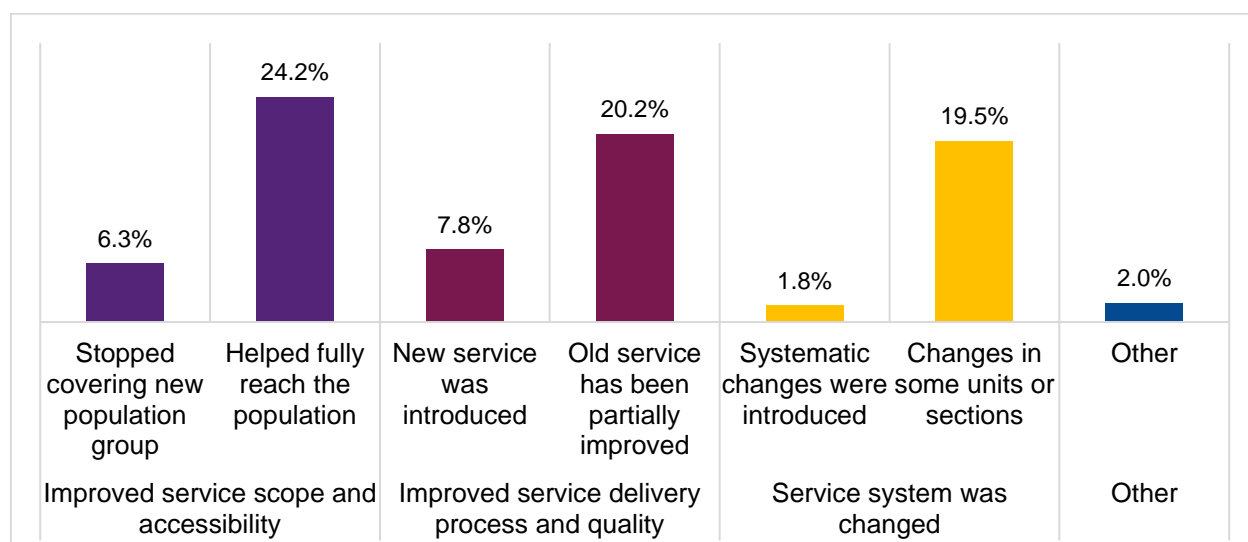 24.2%
20.2%
19.5%
6.3%
7.8%
1.8%
2.0%
Stopped
covering new
population
group
Helped fully
reach the
population
New service
was
introduced
Old service
has been
partially
improved
Systematic
changes were
introduced
Changes in
some units or
sections
Other
Improved service scope and
accessibility
Improved service delivery
process and quality
Service system was
changed
Other